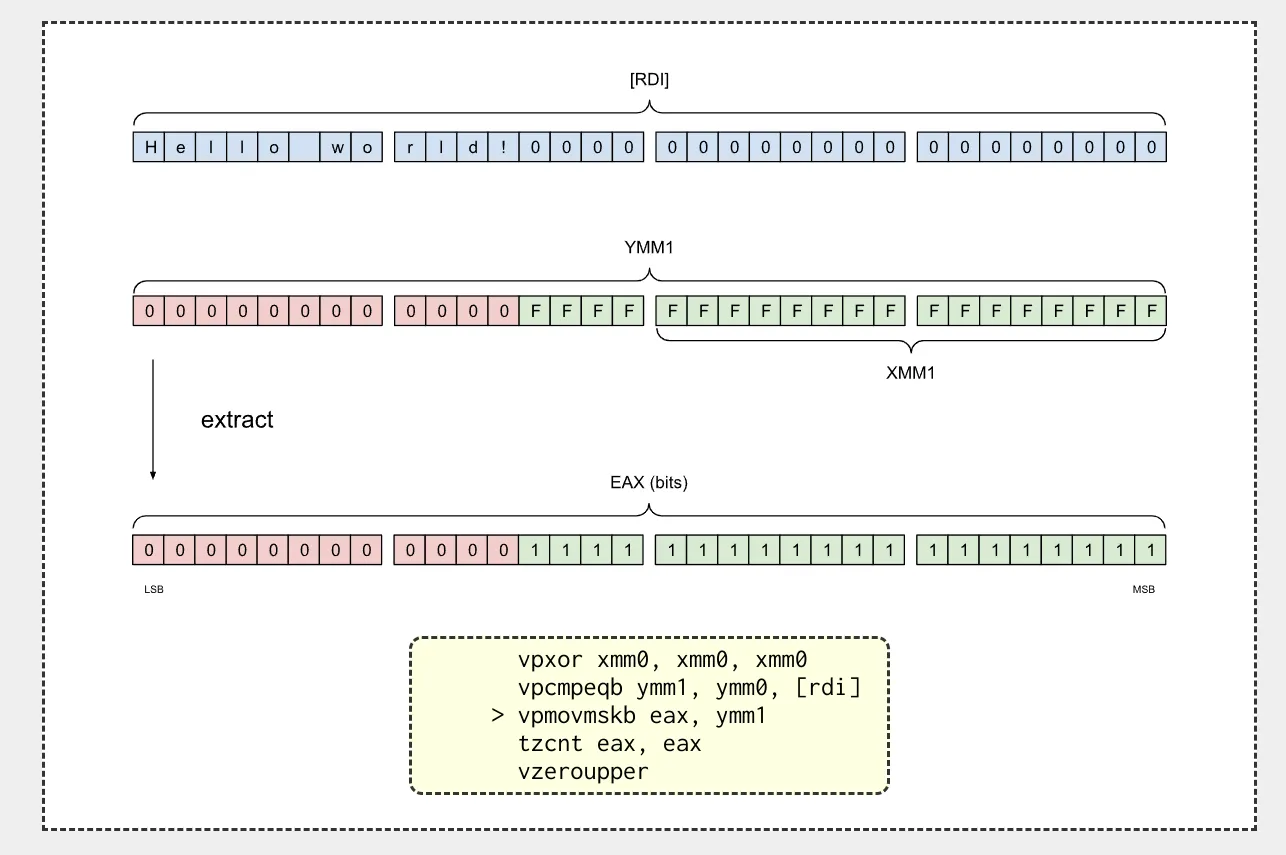 [RDI]
H e l l o   w o r l d ! 0 0 0 0 0 0 0 0 0 0 0 0 0 0 0 0 0 0 0 0
YMM1
0 0 0 0 0 0 0 0 0 0 0 0 F F F F F F F F F F F F F F F F F F F F
XMM1
extract
EAX (bits)
0 0 0 0 0 0 0 0 0 0 0 0 1 1 1 1 1 1 1 1 1 1 1 1 1 1 1 1 1 1 1 1
LSB MSB
vpxor xmm0, xmm0, xmm0
vpcmpeqb ymm1, ymm0, [rdi]
> vpmovmskb eax, ymm1
tzcnt eax, eax
vzeroupper